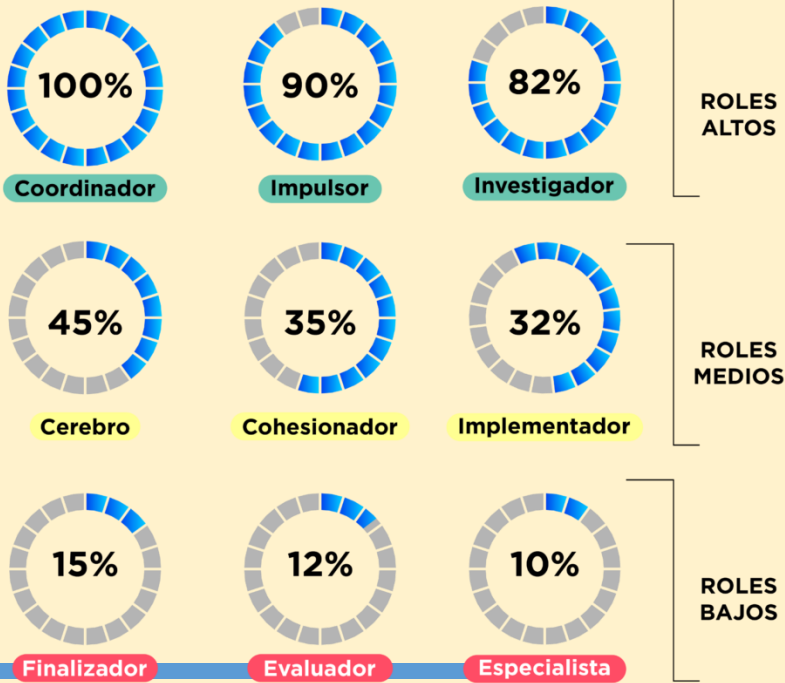 100%
90%
82%
ROLES
ALTOS
Coordinador
Impulsor
Investigador
45%
35%
32%
ROLES
MEDIOS
Cerebro
Cohesionador
Implementador
15%
12%
10%
ROLES
BAJOS
Finalizador
Evaluador
Especialista